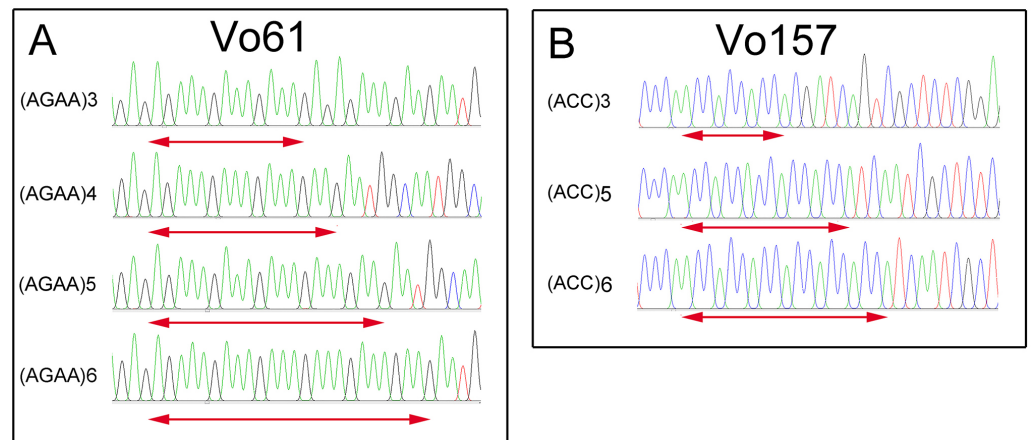 A
Vo61
(AGAA)3
(AGAA)4
(AGAA)5
(AGAA)6
B
Vo157
(ACC)3
(ACC)5
(ACC)6